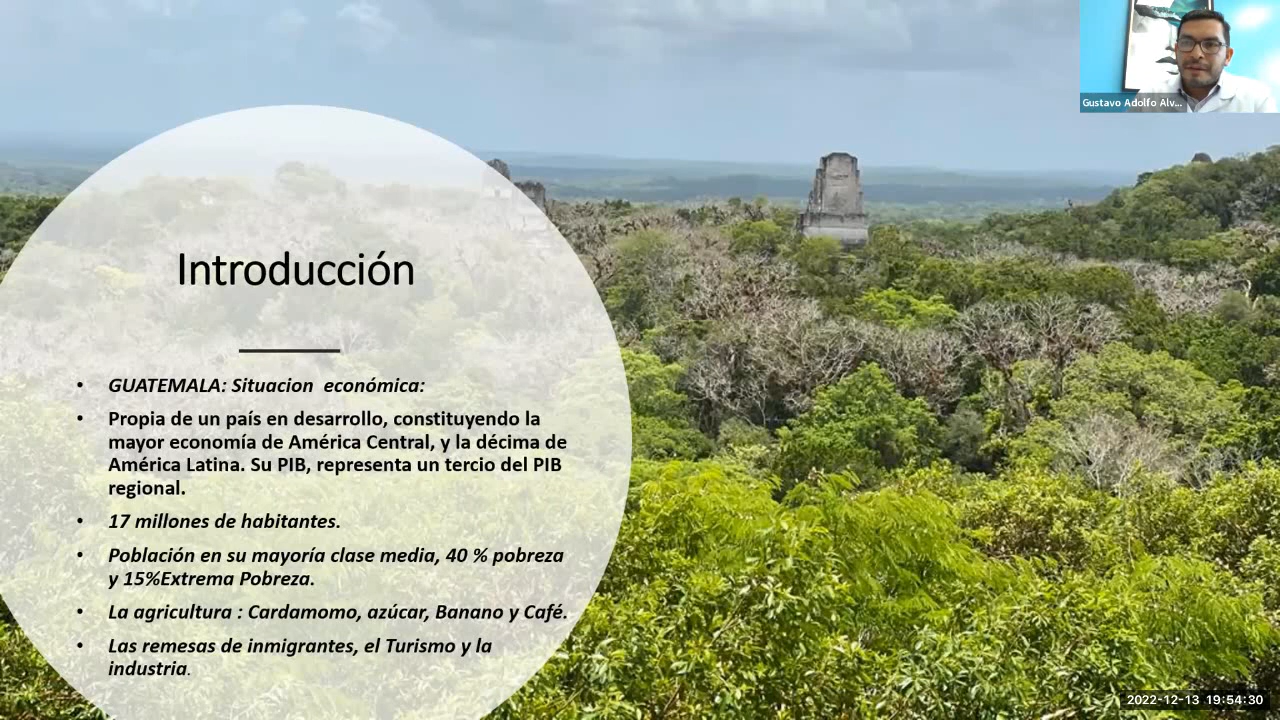 Gustavo Adolfo Alv...
Introducción
• GUATEMALA: Situacion económica:
• Propia de un país en desarrollo, constituyendo la
mayor economía de América Central, y la décima de
América Latina. Su PIB, representa un tercio del PIB
regional.
• 17 millones de habitantes.
• Población en su mayoría clase media, 40 % pobreza
y 15%Extrema Pobreza.
• La agricultura : Cardamomo, azúcar, Banano y Café.
• Las remesas de inmigrantes, el Turismo y la
industria.
2022-12-13 19:54:30